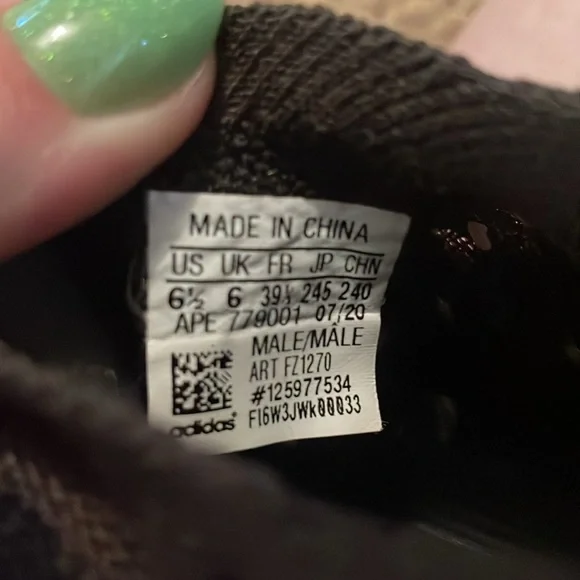 MADE IN CHINA
US UK FR JP CHN
6½ 6 39⅓ 245 240
APE 779001 07/20
MALE/MÂLE
ART FZ1270
#125977534
FI6W3JWk00033
adidas